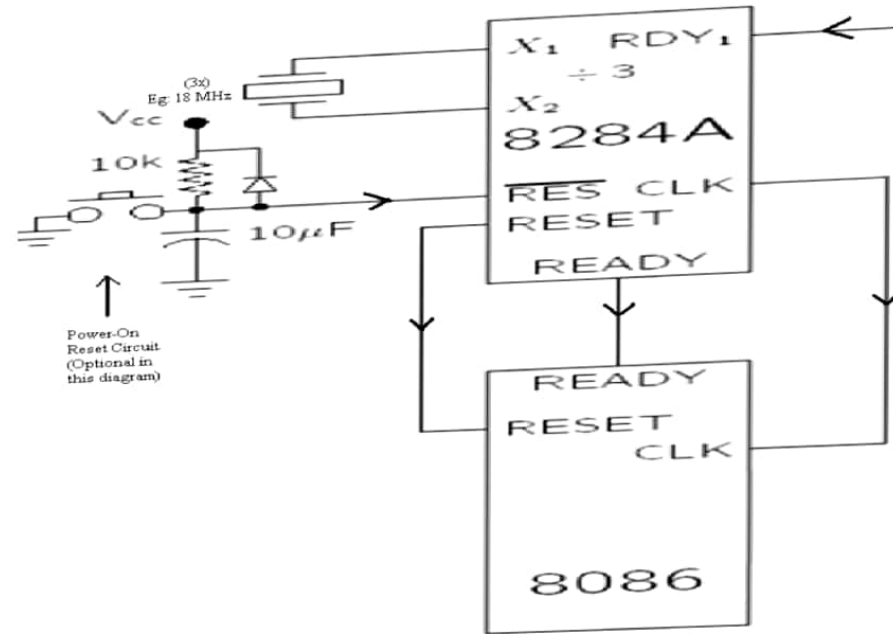 X₁ RDY₁
÷ 3
(3x)
Eg: 18 MHz
X₂
Vcc
8284A
10k
RES CLK
RESET
10µF
READY
Power-On
Reset Circuit
(Optional in
this diagram)
READY
RESET
CLK
8086